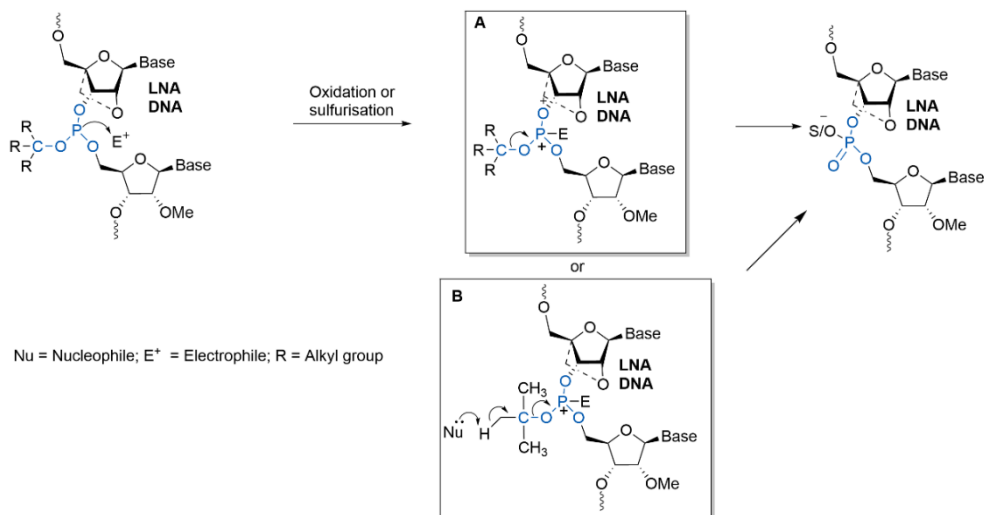 O
O
Base
LNA
DNA
O
O
R
P
E+
R
C
O
O
R
O
Base
O
OMe
Oxidation or
sulfurisation
A
O
O
Base
LNA
DNA
O
+
O
R
P
E
R
C
O
+
O
R
O
Base
O
OMe
or
B
O
O
Base
LNA
DNA
O
O
CH3
P
E
C
O
+
O
Nu
H
CH3
O
Base
O
OMe
O
O
Base
LNA
DNA
O
O
S/O
−
P
O
O
O
Base
O
OMe
Nu = Nucleophile; E+ = Electrophile; R = Alkyl group